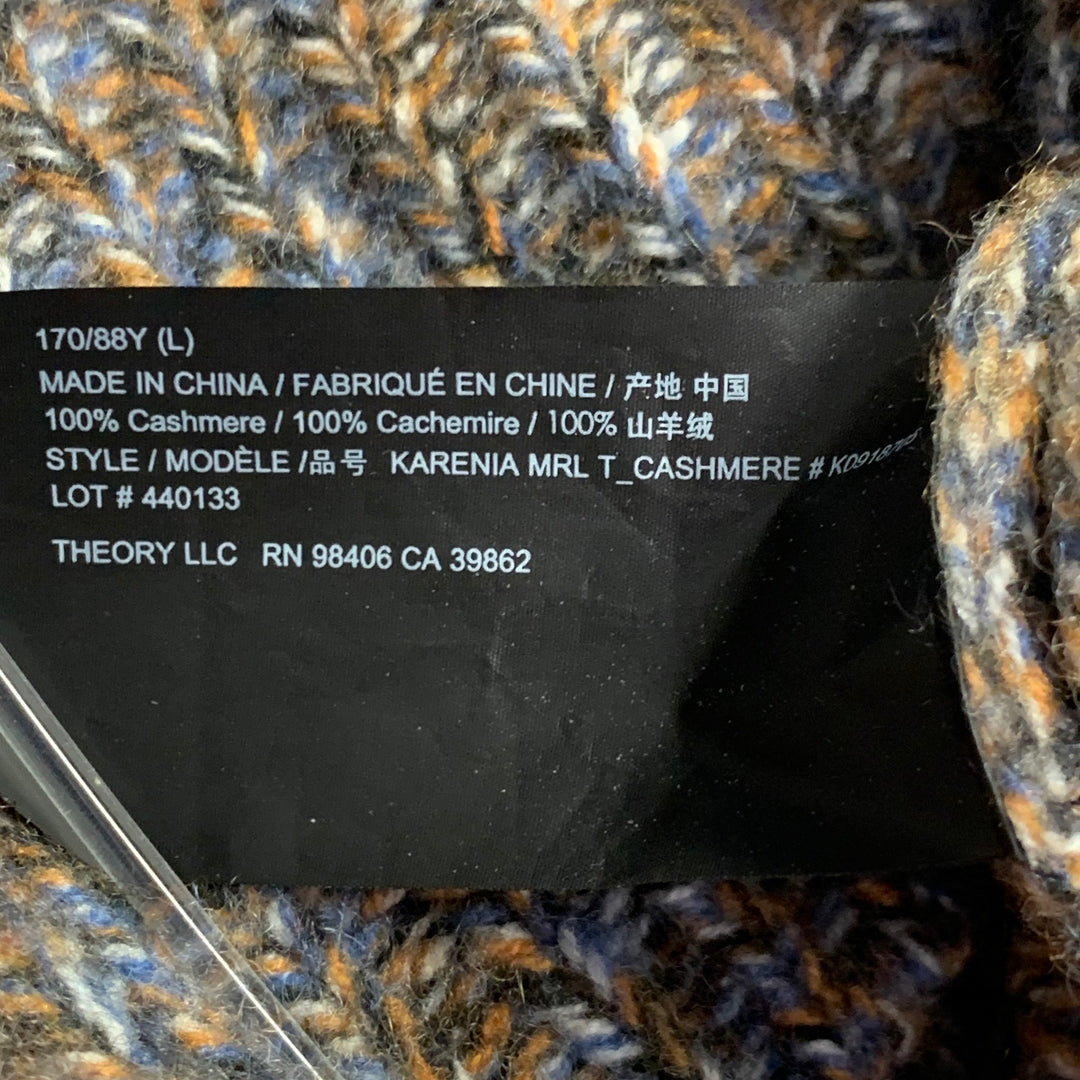 170/88Y (L)
MADE IN CHINA / FABRIQUÉ EN CHINE / 产地 中国
100% Cashmere / 100% Cachemire / 100% 山羊绒
STYLE / MODÈLE /品号 KARENIA MRL T_CASHMERE #
LOT # 440133
THEORY LLC RN 98406 CA 39862